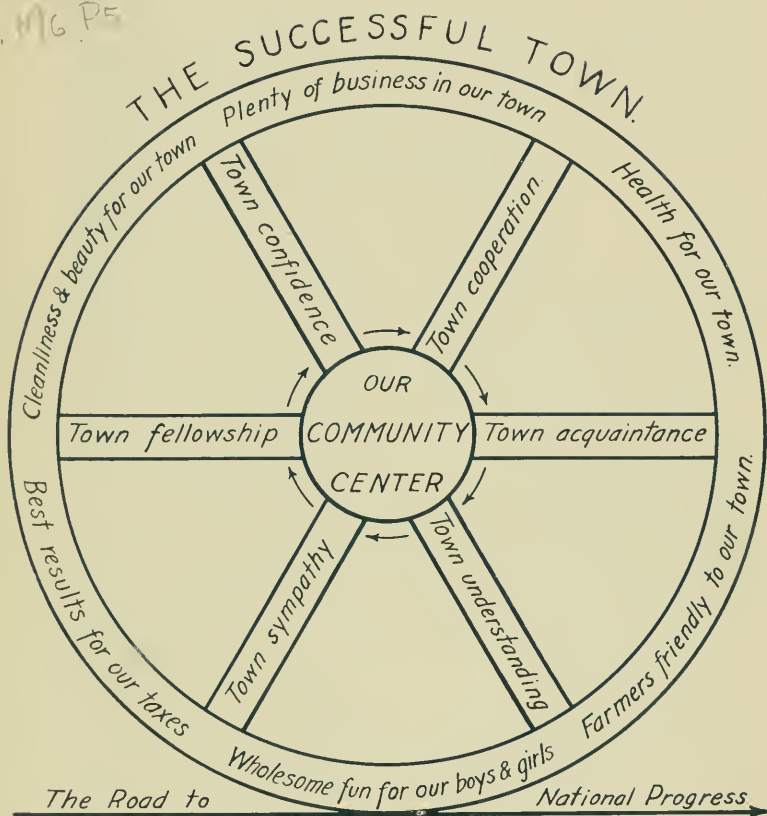 M6 P5
THE SUCCESSFUL TOWN.
Plenty of business in our town
Health for our town.
Farmers friendly to our town.
Wholesome fun for our boys & girls
Best results for our taxes
Cleanliness & beauty for our town
Town confidence
Town cooperation.
Town acquaintance
Town understanding
Town sympathy
Town fellowship
OUR
COMMUNITY
CENTER
The Road to National Progress